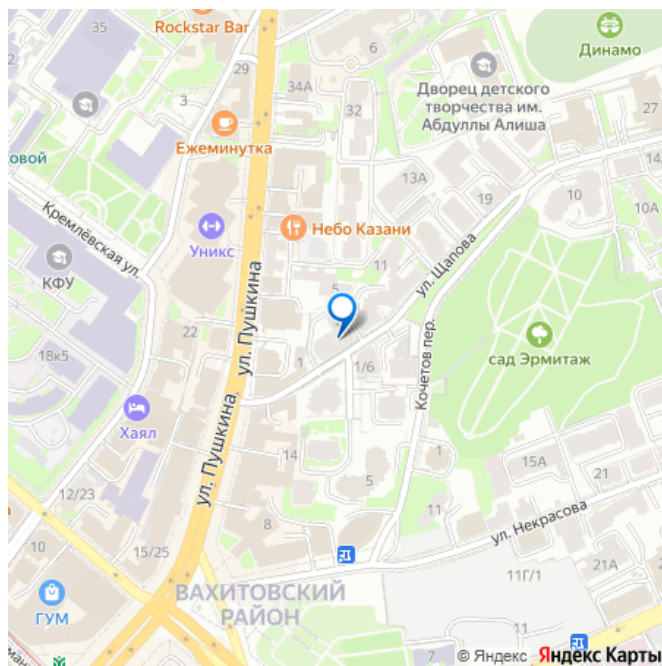 35
Rockstar Bar
29
6
Динамо
34А
Дворец детского
творчества им.
Абдуллы Алиша
3
32
27
Ежеминутка
овой
14
13А
19
10
10
Кремлёвская ул.
Небо Казани
Уникс
ул. Щапова
КФУ
11
5
ул. Пушкина
22
Кочетов пер.
сад Эрмитаж
18к5
1
1/6
Хаял
ул. Пушкина
14
1
15А
21
12/23
5
11
ул. Некрасова
8
10
15/25
11Г/1
21А
ГУМ
ВАХИТОВСКИЙ
РАЙОН
© Яндекс Яндекс Карты